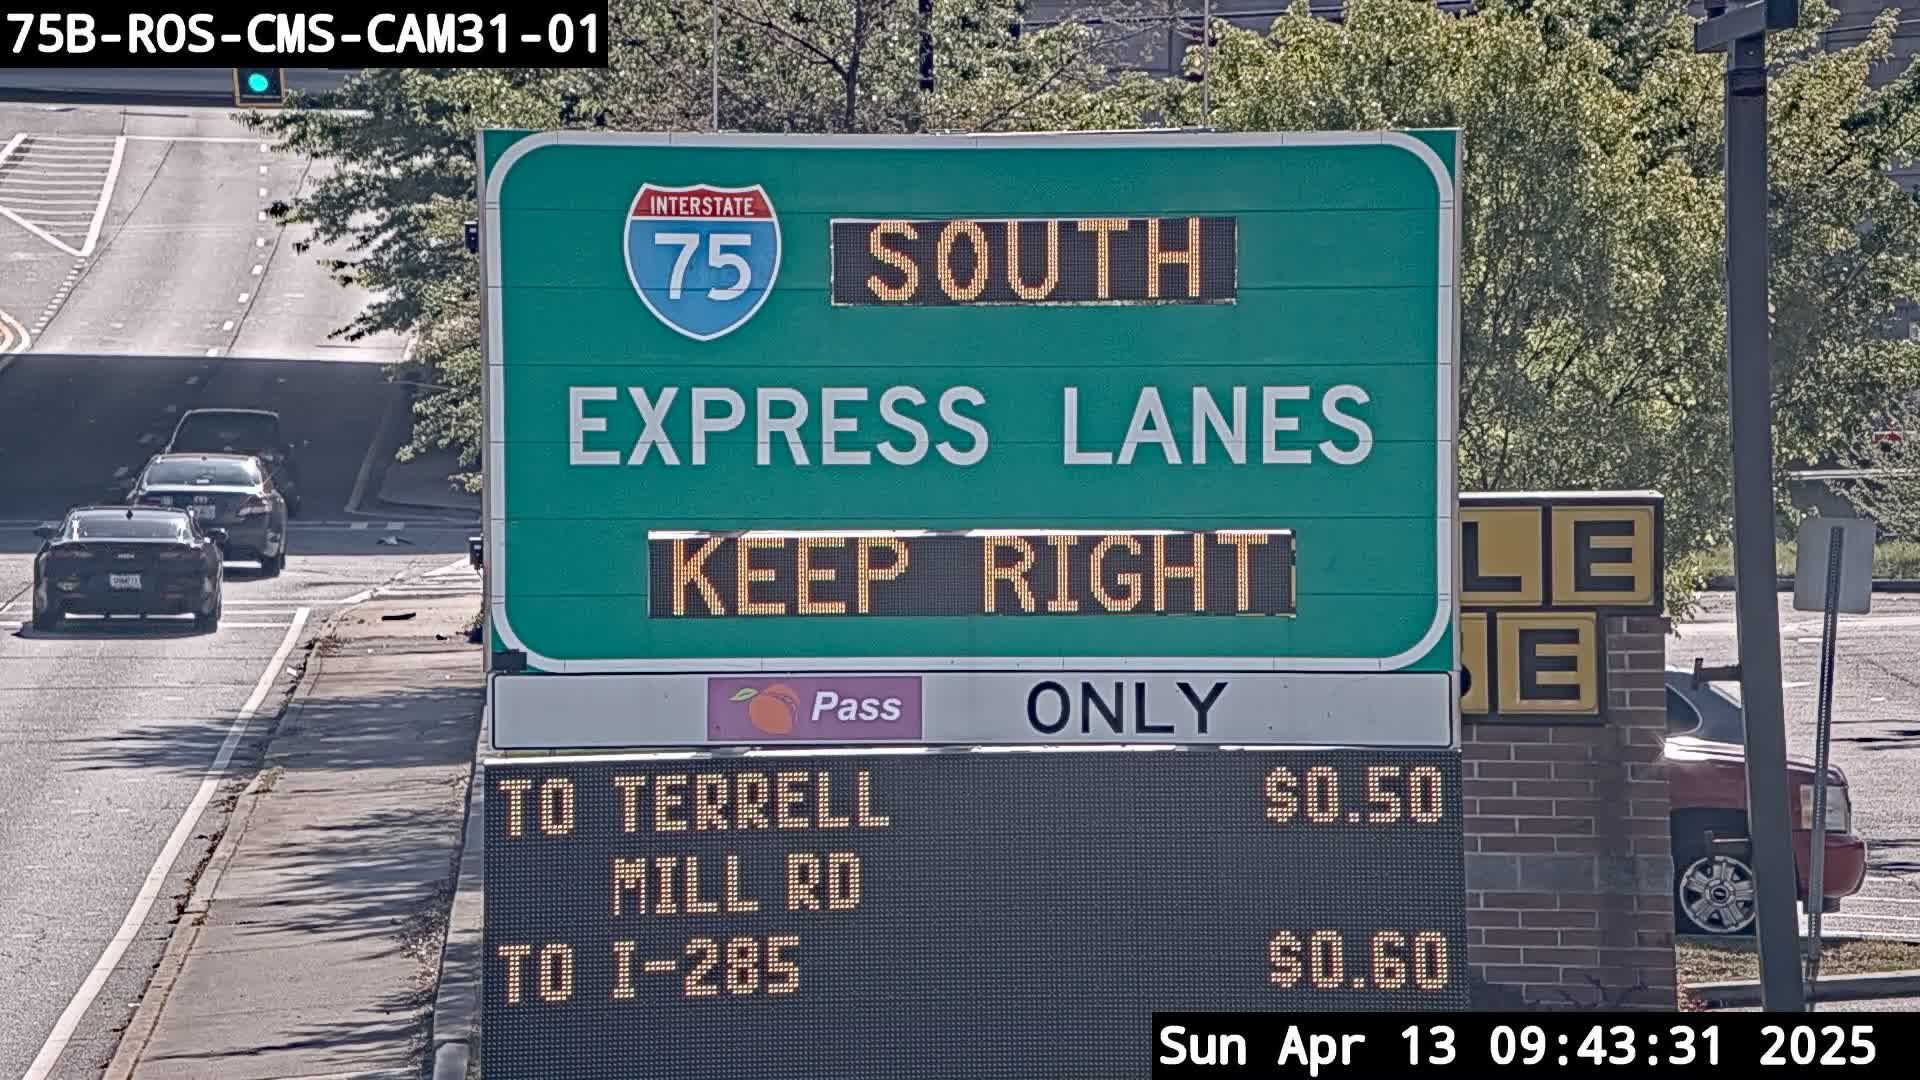 75B-ROS-CMS-CAM31-01
INTERSTATE
75
SOUTH
EXPRESS LANES
KEEP RIGHT
Pass ONLY
TO TERRELL $0.50
MILL RD
TO I-285 $0.60
LE
E
Sun Apr 13 09:43:31 2025